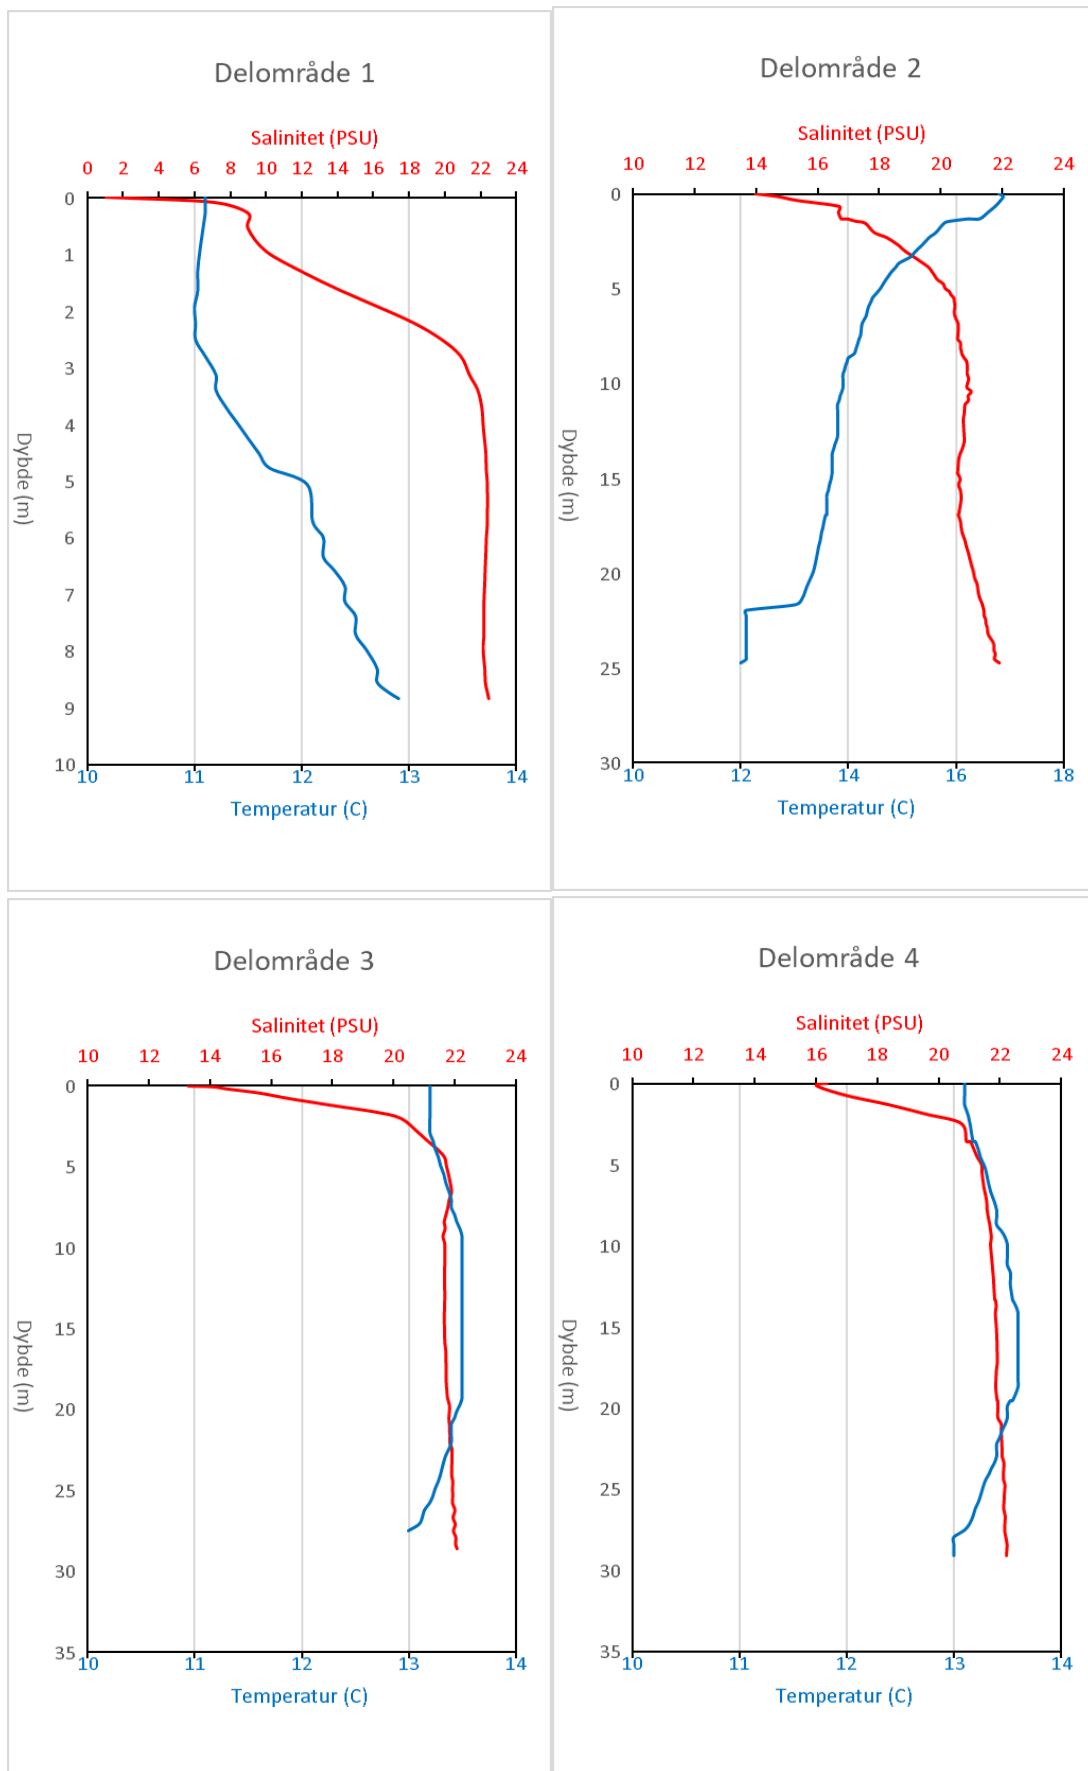 Delområde 1
Salinitet (PSU)
0 2 4 6 8 10 12 14 16 18 20 22 24
0
1
2
3
4
5
6
7
8
9
10
Dybde (m)
10 11 12 13 14
Temperatur (C)
Delområde 2
Salinitet (PSU)
10 12 14 16 18 20 22 24
0
5
10
15
20
25
30
Dybde (m)
10 12 14 16 18
Temperatur (C)
Delområde 3
Salinitet (PSU)
10 12 14 16 18 20 22 24
0
5
10
15
20
25
30
35
Dybde (m)
10 11 12 13 14
Temperatur (C)
Delområde 4
Salinitet (PSU)
10 12 14 16 18 20 22 24
0
5
10
15
20
25
30
35
Dybde (m)
10 11 12 13 14
Temperatur (C)